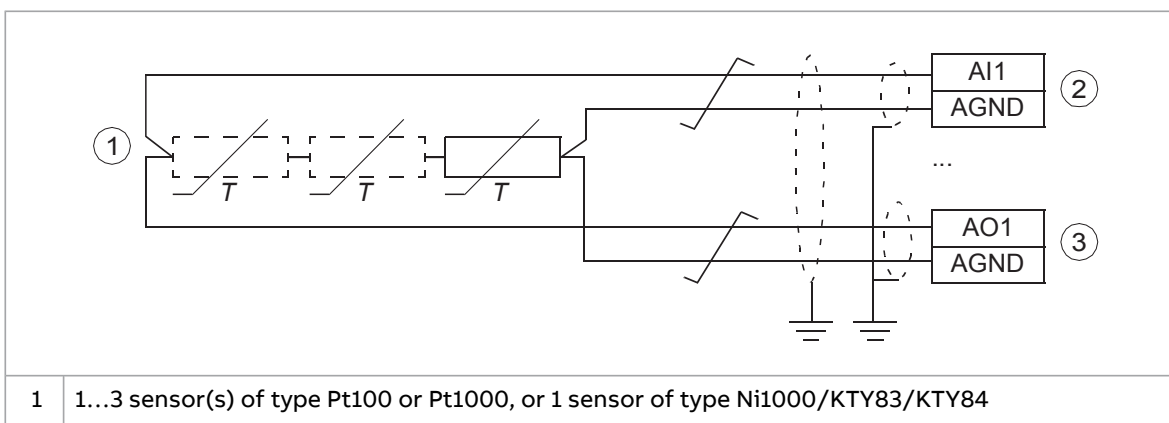 AI1
2
AGND
1
...
T T T
AO1
3
AGND
1 1…3 sensor(s) of type Pt100 or Pt1000, or 1 sensor of type Ni1000/KTY83/KTY84